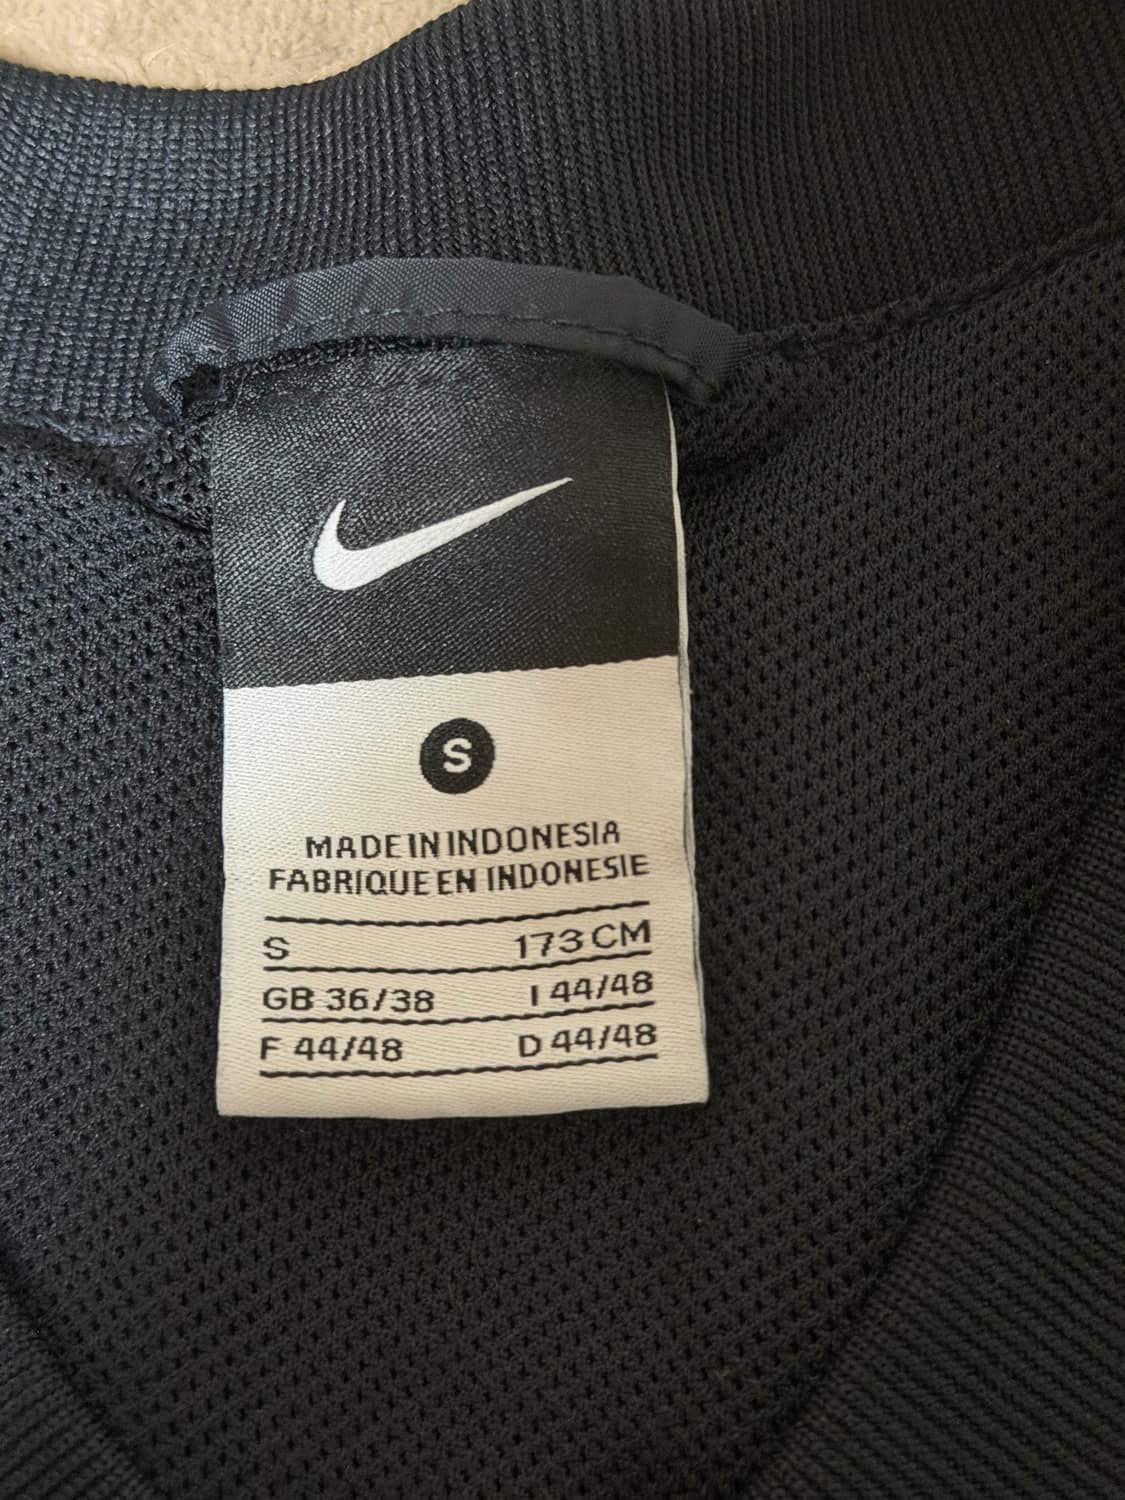 S
MADE IN INDONESIA
FABRIQUE EN INDONESIE
S 173 CM
GB 36/38 I 44/48
F 44/48 D 44/48